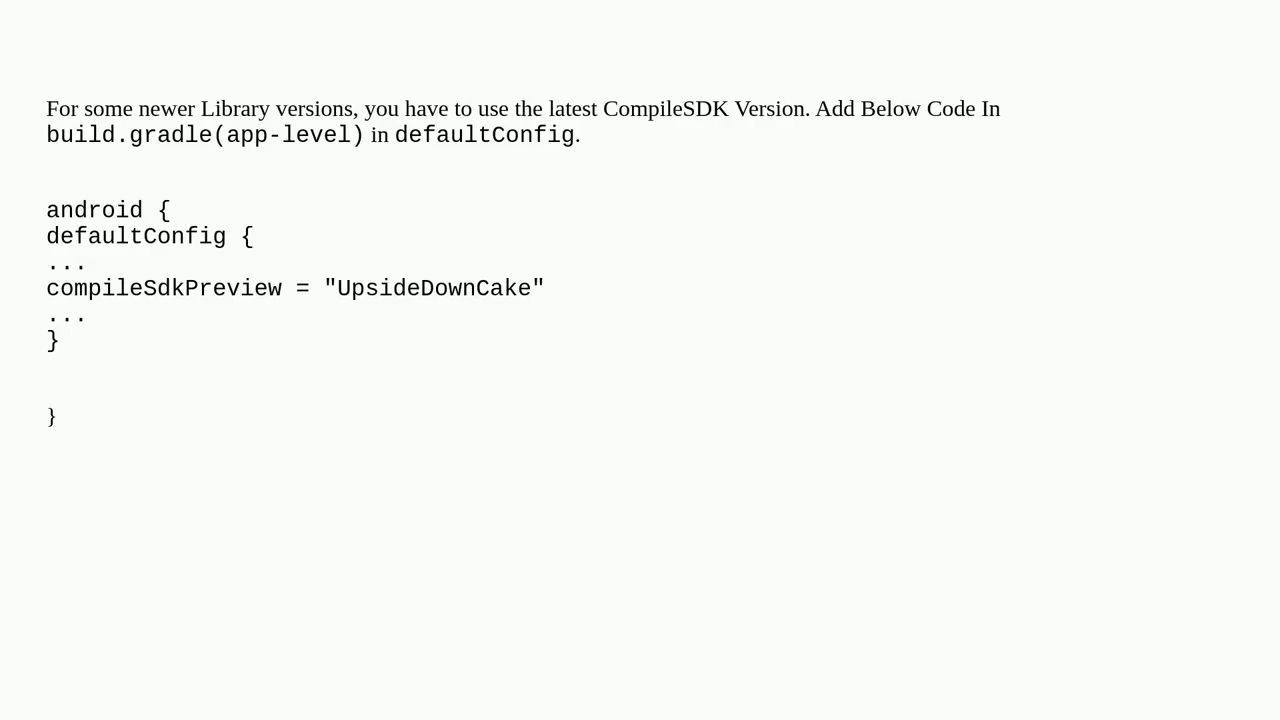 For some newer Library versions, you have to use the latest CompileSDK Version. Add Below Code In
build.gradle(app-level) in defaultConfig.
android {
defaultConfig {
...
compileSdkPreview = "UpsideDownCake"
...
}
}